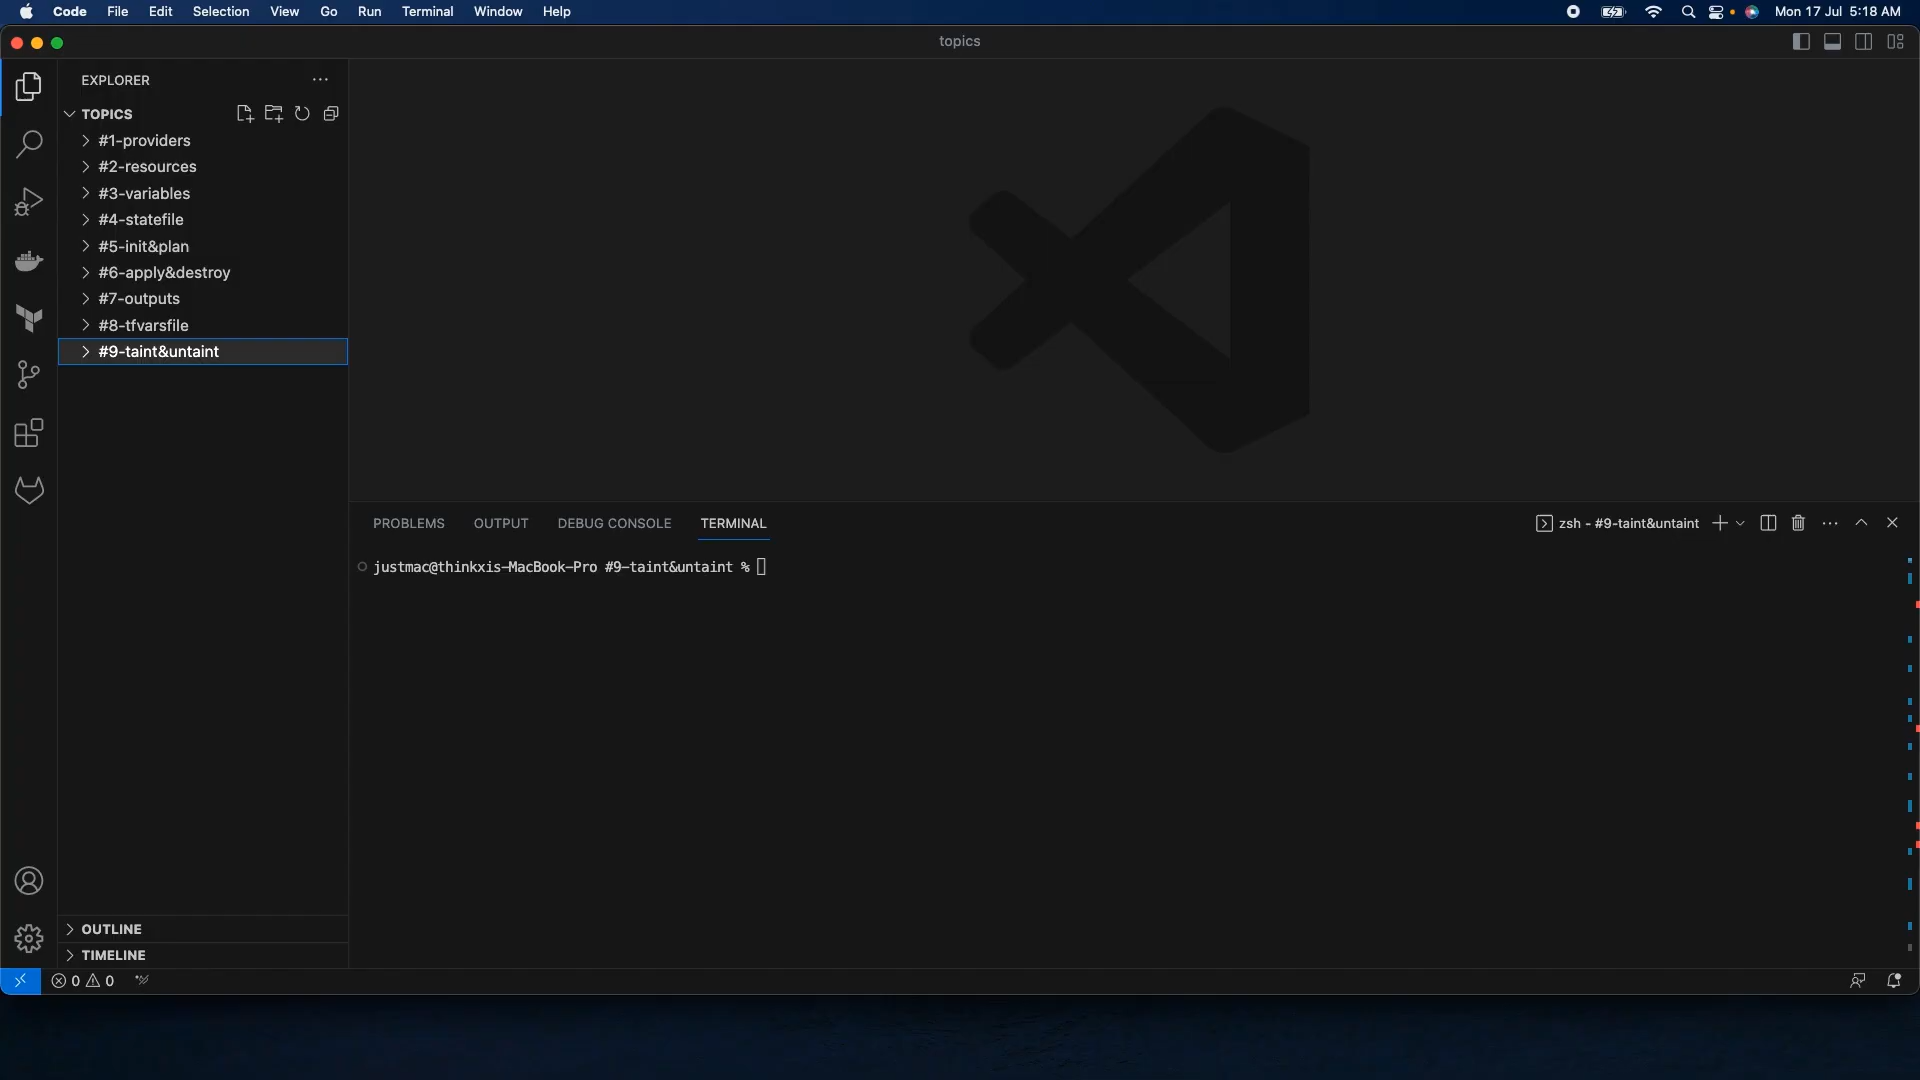 Code File Edit Selection View Go Run Terminal Window Help Mon 17 Jul 5:18 AM
topics
EXPLORER
TOPICS
#1-providers
#2-resources
#3-variables
#4-statefile
#5-init&plan
#6-apply&destroy
#7-outputs
#8-tfvarsfile
#9-taint&untaint
PROBLEMS OUTPUT DEBUG CONSOLE TERMINAL zsh - #9-taint&untaint
justmac@thinkxis-MacBook-Pro #9-taint&untaint %
OUTLINE
TIMELINE
0 0